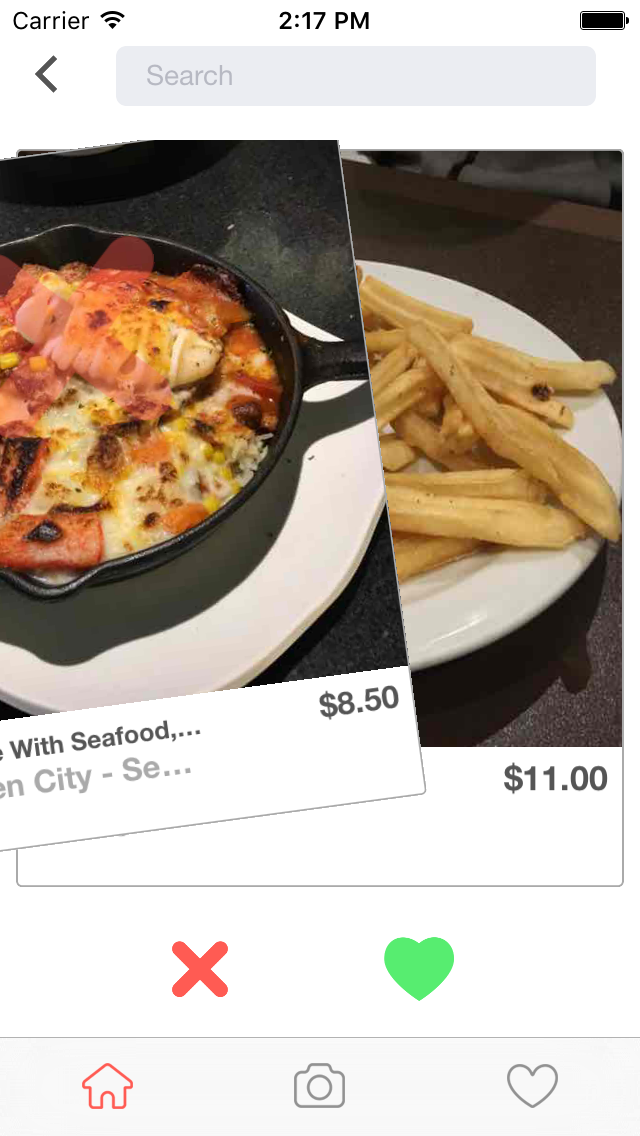 Carrier 2:17 PM
Search
$8.50
With Seafood,...
City - Se...
$11.00